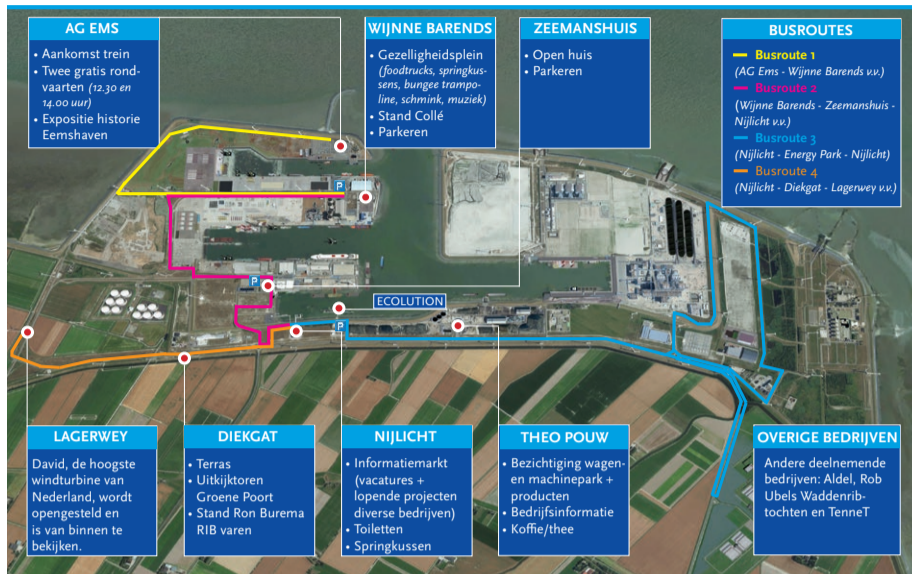 AG EMS
• Aankomst trein
• Twee gratis rond-
vaarten (12.30 en
14.00 uur)
• Expositie historie
Eemshaven
WIJNNE BARENDS
• Gezelligheidsplein
(foodtrucks, springkus-
sens, bungee trampo-
line, schmink, muziek)
• Stand Collé
• Parkeren
ZEEMANSHUIS
• Open huis
• Parkeren
BUSROUTES
Busroute 1
(AG Ems - Wijnne Barends v.v.)
Busroute 2
(Wijnne Barends - Zeemanshuis -
Nijlicht v.v.)
Busroute 3
(Nijlicht - Energy Park - Nijlicht)
Busroute 4
(Nijlicht - Diekgat - Lagerwey v.v.)
P
P
ECOLUTION
P
LAGERWEY
David, de hoogste
windturbine van
Nederland, wordt
opengesteld en
is van binnen te
bekijken.
DIEKGAT
• Terras
• Uitkijktoren
Groene Poort
• Stand Ron Burema
RIB varen
NIJLICHT
• Informatiemarkt
(vacatures +
lopende projecten
diverse bedrijven)
• Toiletten
• Springkussen
THEO POUW
• Bezichtiging wagen-
en machinepark +
producten
• Bedrijfsinformatie
• Koffie/thee
OVERIGE BEDRIJVEN
Andere deelnemende
bedrijven: Aldel, Rob
Ubels Waddenrib-
tochten en TenneT